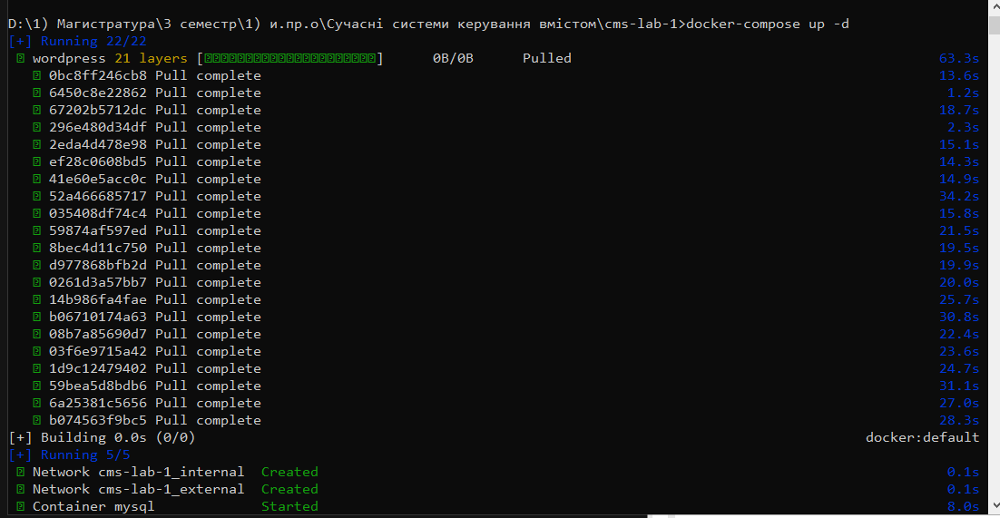 D:\1) Магистратура\3 семестр\1) и.пр.о\Сучасні системи керування вмістом\cms-lab-1>docker-compose up -d
[+] Running 22/22
wordpress 21 layers [] 0B/0B Pulled 63.3s
0bc8ff246cb8 Pull complete 13.6s
6450c8e22862 Pull complete 1.2s
67202b5712dc Pull complete 18.7s
296e480d34df Pull complete 2.3s
2eda4d478e98 Pull complete 15.1s
ef28c0608bd5 Pull complete 14.3s
41e60e5acc0c Pull complete 14.9s
52a466685717 Pull complete 34.2s
035408df74c4 Pull complete 15.8s
59874af597ed Pull complete 21.5s
8bec4d11c750 Pull complete 19.5s
d977868bfb2d Pull complete 19.9s
0261d3a57bb7 Pull complete 20.0s
14b986fa4fae Pull complete 25.7s
b06710174a63 Pull complete 30.8s
08b7a85690d7 Pull complete 22.4s
03f6e9715a42 Pull complete 23.6s
1d9c12479402 Pull complete 24.7s
59bea5d8bdb6 Pull complete 31.1s
6a25381c5656 Pull complete 27.0s
b074563f9bc5 Pull complete 28.3s
[+] Building 0.0s (0/0) docker:default
[+] Running 5/5
Network cms-lab-1_internal Created 0.1s
Network cms-lab-1_external Created 0.1s
Container mysql Started 8.0s